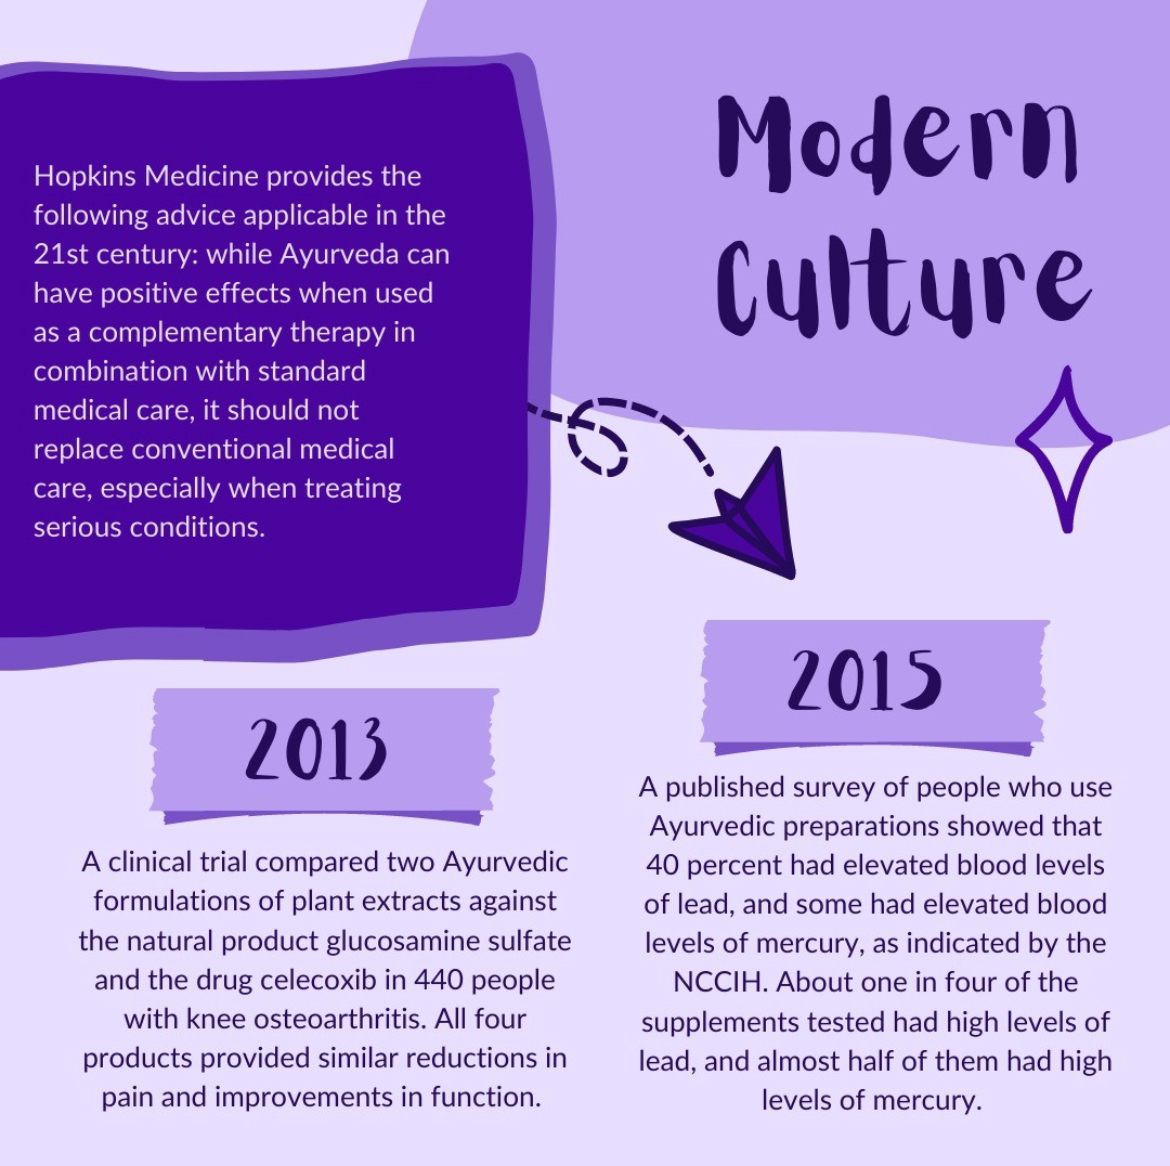 Modern
Culture
Hopkins Medicine provides the
following advice applicable in the
21st century: while Ayurveda can
have positive effects when used
as a complementary therapy in
combination with standard
medical care, it should not
replace conventional medical
care, especially when treating
serious conditions.
2013
A clinical trial compared two Ayurvedic
formulations of plant extracts against
the natural product glucosamine sulfate
and the drug celecoxib in 440 people
with knee osteoarthritis. All four
products provided similar reductions in
pain and improvements in function.
2015
A published survey of people who use
Ayurvedic preparations showed that
40 percent had elevated blood levels
of lead, and some had elevated blood
levels of mercury, as indicated by the
NCCIH. About one in four of the
supplements tested had high levels of
lead, and almost half of them had high
levels of mercury.